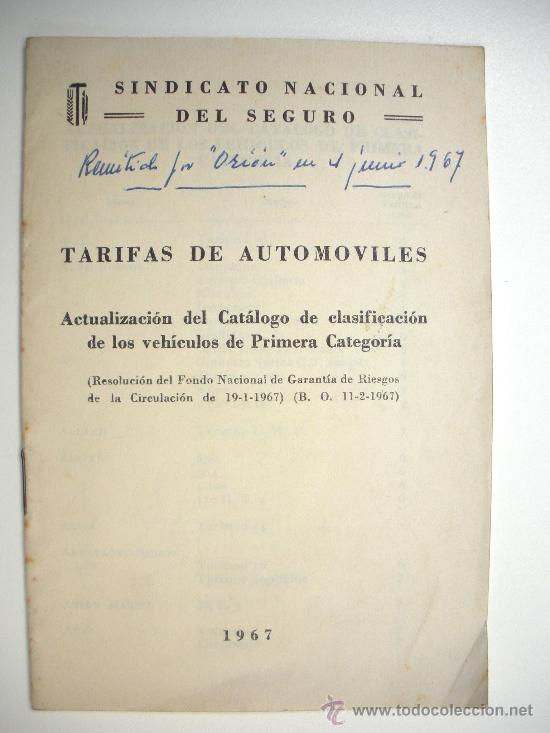 SINDICATO NACIONAL
DEL SEGURO
Remitido por "Orión" en 4 junio 1967
TARIFAS DE AUTOMOVILES
Actualización del Catálogo de clasificación
de los vehículos de Primera Categoría
(Resolución del Fondo Nacional de Garantía de Riesgos
de la Circulación de 19-1-1967) (B. O. 11-2-1967)
1967
todocoleccion
www.todocoleccion.net